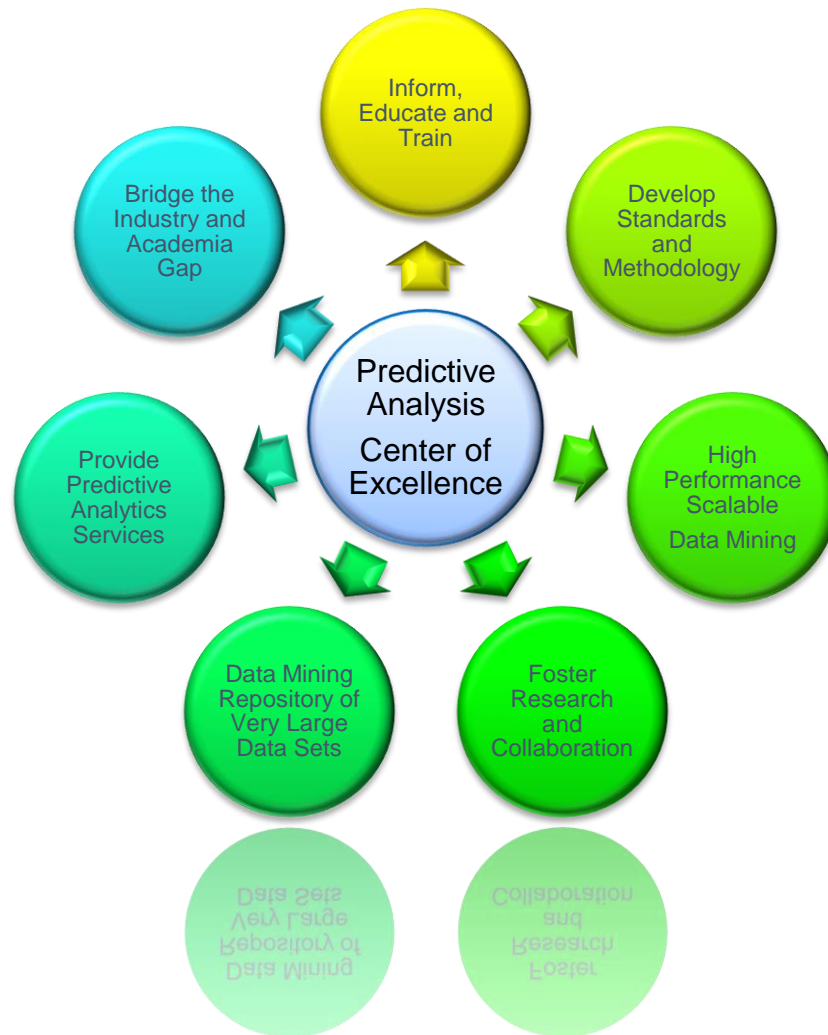 Inform,
Educate and
Train
Bridge the
Industry and
Academia
Gap
Develop
Standards
and
Methodology
Predictive
Analysis
Center of
Excellence
Provide
Predictive
Analytics
Services
High
Performance
Scalable
Data Mining
Data Mining
Repository of
Very Large
Data Sets
Foster
Research
and
Collaboration